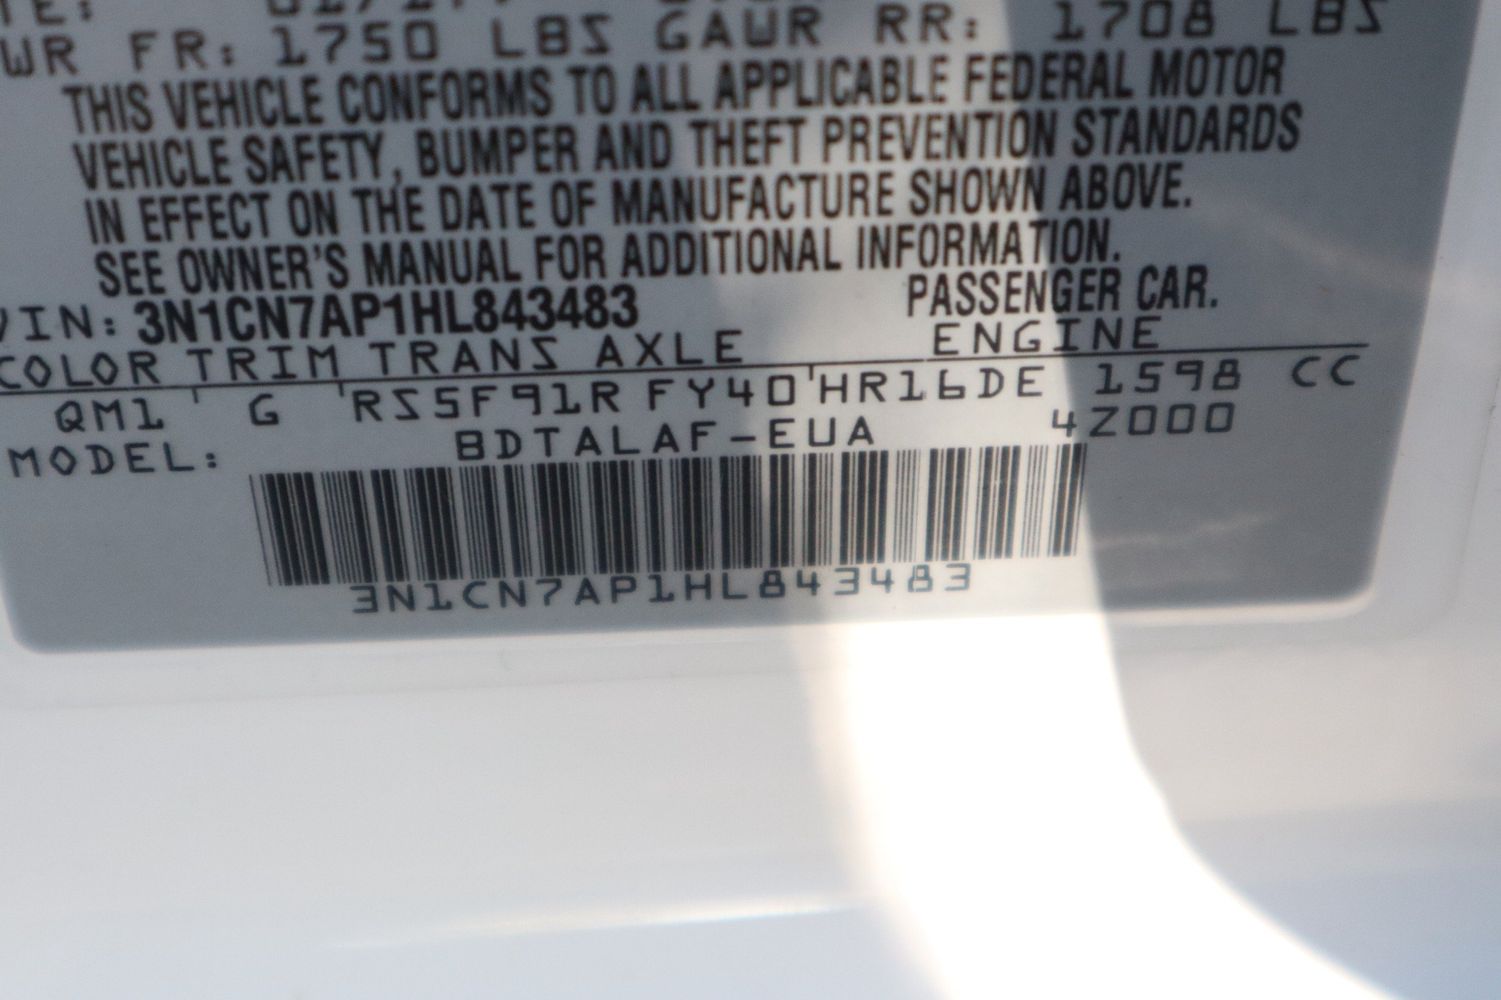 WR FR: 1750 LBS GAWR RR: 1708 LBS
THIS VEHICLE CONFORMS TO ALL APPLICABLE FEDERAL MOTOR
VEHICLE SAFETY, BUMPER AND THEFT PREVENTION STANDARDS
IN EFFECT ON THE DATE OF MANUFACTURE SHOWN ABOVE.
SEE OWNER'S MANUAL FOR ADDITIONAL INFORMATION.
VIN: 3N1CN7AP1HL843483 PASSENGER CAR.
COLOR TRIM TRANS AXLE ENGINE
QM1 G RS5F91R FY40 HR16DE 1598 CC
MODEL: BDTALAF-EUA 4Z000
3N1CN7AP1HL843483